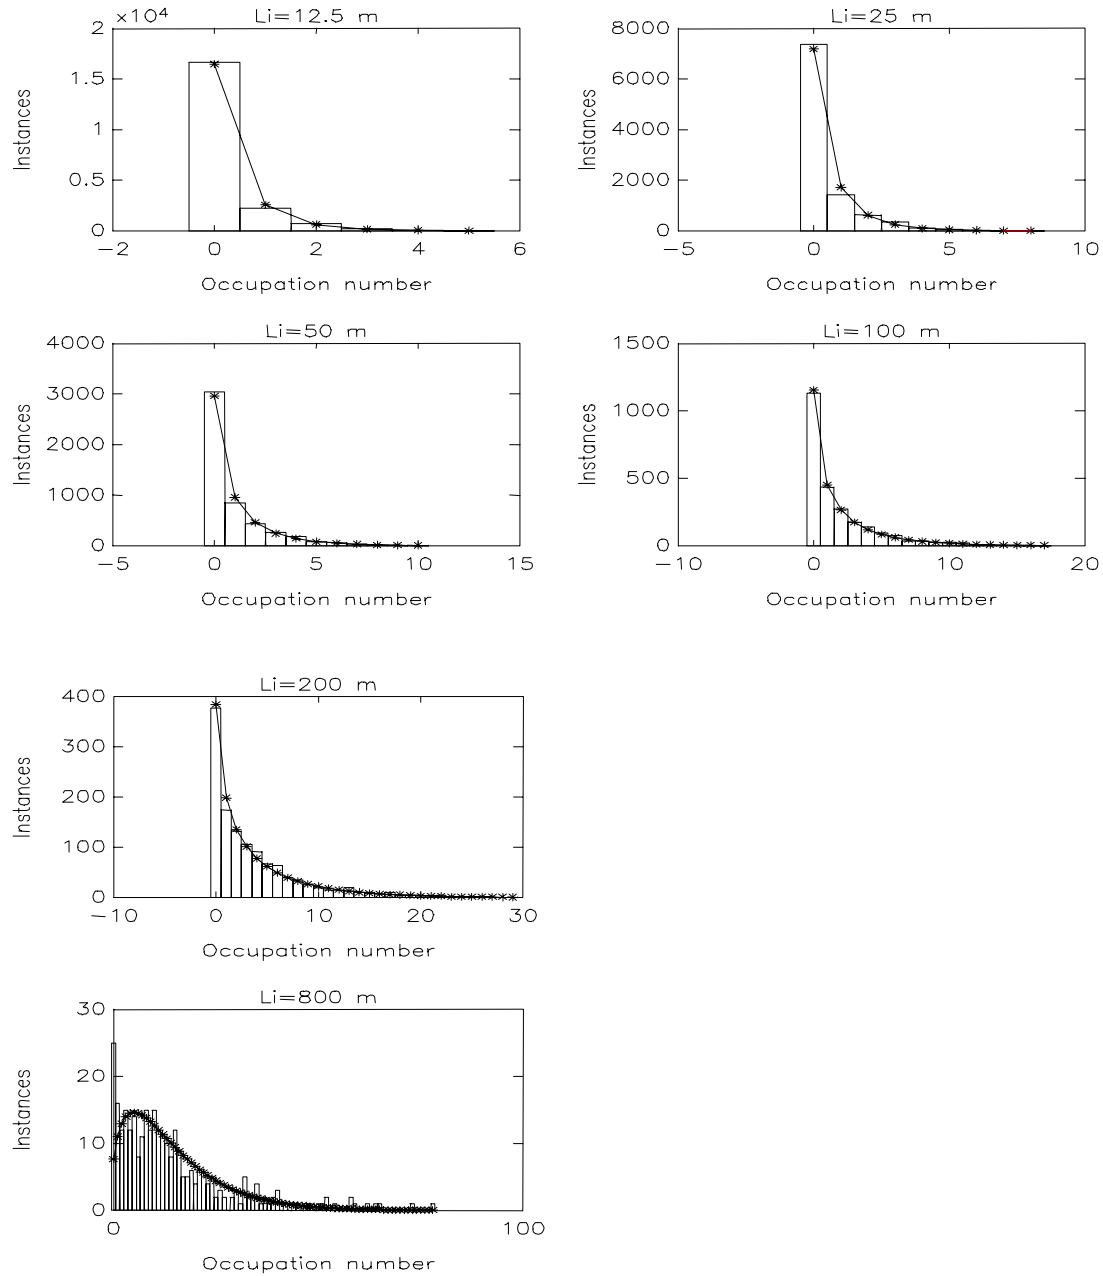 ×10⁴ Li=12.5 m
2
1.5
1
0.5
0
Instances
−2 0 2 4 6
Occupation number
Li=25 m
8000
6000
4000
2000
0
Instances
−5 0 5 10
Occupation number
Li=50 m
4000
3000
2000
1000
0
Instances
−5 0 5 10 15
Occupation number
Li=100 m
1500
1000
500
0
Instances
−10 0 10 20
Occupation number
Li=200 m
400
300
200
100
0
Instances
−10 0 10 20 30
Occupation number
Li=800 m
30
20
10
0
Instances
0 100
Occupation number